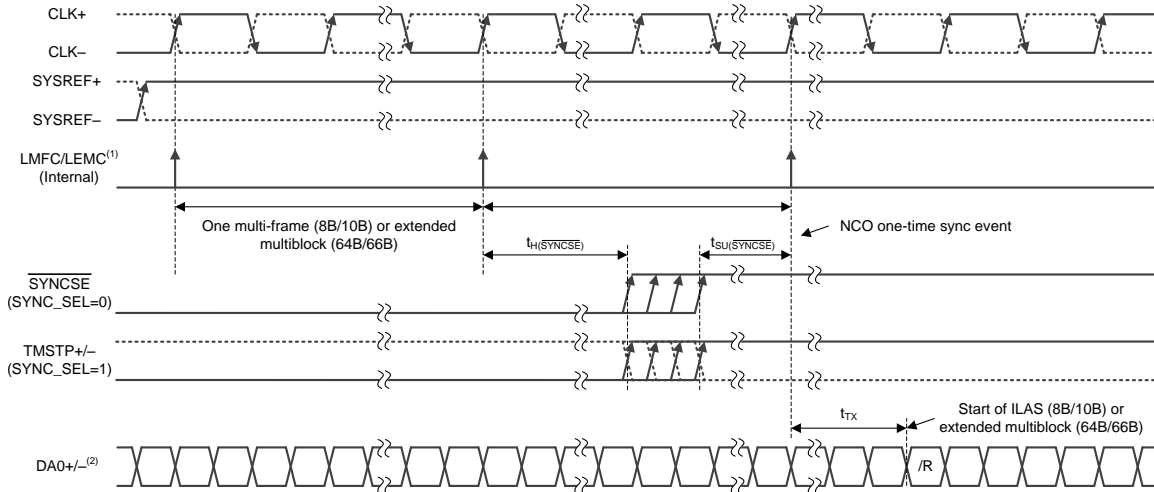 CLK+
CLK–
SYSREF+
SYSREF–
LMFC/LEMC(1)
(Internal)
One multi-frame (8B/10B) or extended
multiblock (64B/66B)
NCO one-time sync event
tH(SYNCSE)
tSU(SYNCSE)
SYNCSE
(SYNC_SEL=0)
TMSTP+/–
(SYNC_SEL=1)
tTX
Start of ILAS (8B/10B) or
extended multiblock (64B/66B)
DA0+/–(2)
/R